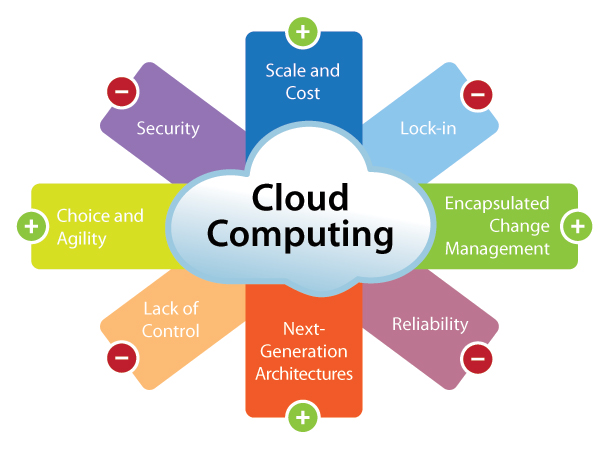 Scale and
Cost
Security
Lock-in
Cloud
Computing
Choice and
Agility
Encapsulated
Change
Management
Lack of
Control
Next-
Generation
Architectures
Reliability